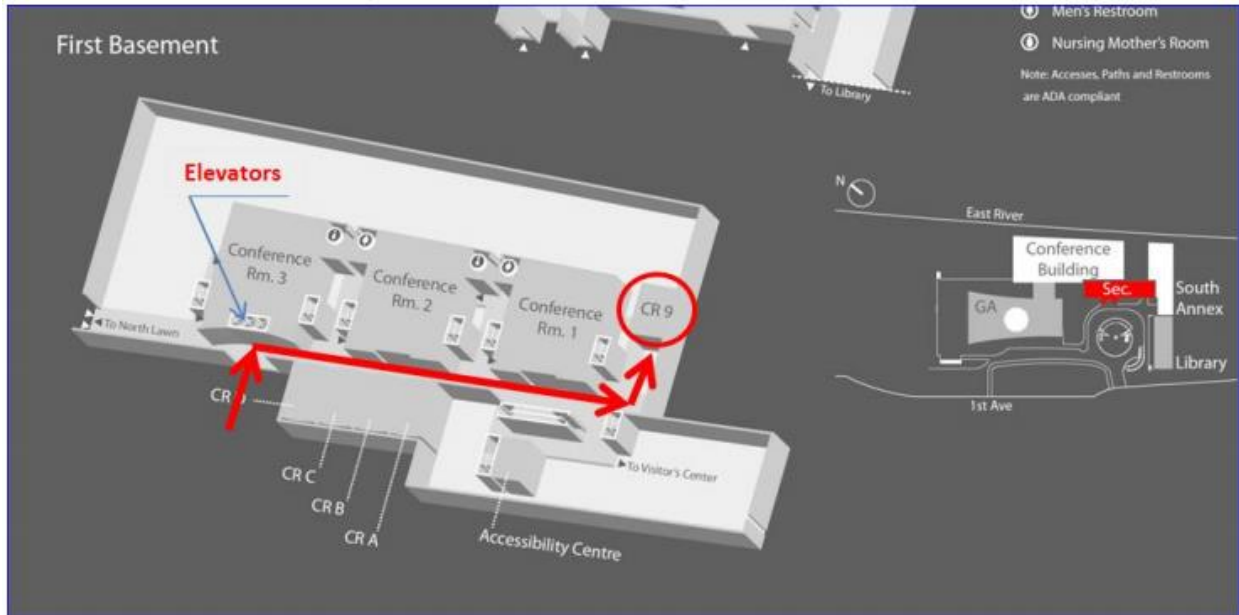 First Basement
Men's Restroom
Nursing Mother's Room
Note: Accesses, Paths and Restrooms
are ADA compliant
To Library
Elevators
Conference
Rm. 3
Conference
Rm. 2
Conference
Rm. 1
CR 9
To North Lawn
CR D
CR C
CR B
CR A
To Visitor's Center
Accessibility Centre
N
East River
Conference
Building
Sec.
South
Annex
GA
Library
1st Ave